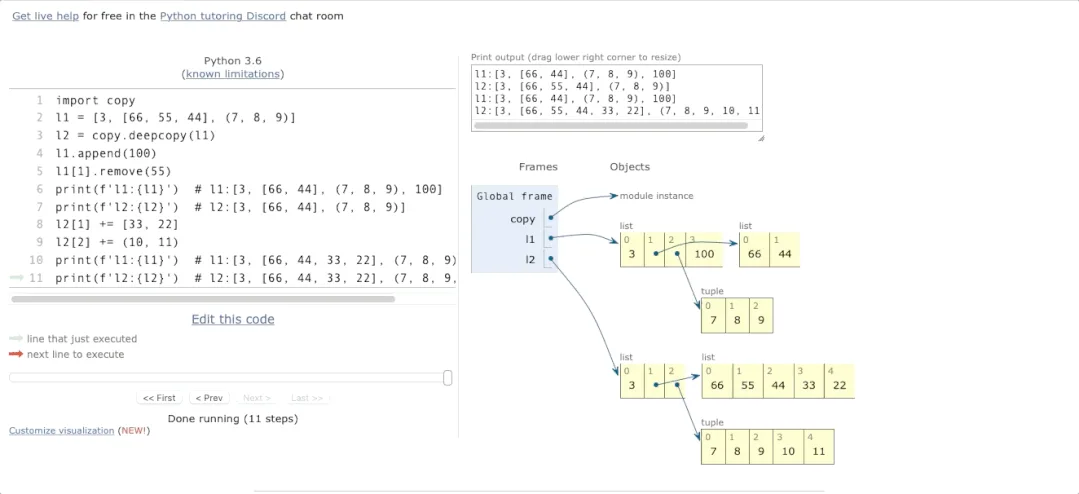 Get live help for free in the Python tutoring Discord chat room
Python 3.6
(known limitations)
1 import copy
2 l1 = [3, [66, 55, 44], (7, 8, 9)]
3 l2 = copy.deepcopy(l1)
4 l1.append(100)
5 l1[1].remove(55)
6 print(f'l1:{l1}')  # l1:[3, [66, 44], (7, 8, 9), 100]
7 print(f'l2:{l2}')  # l2:[3, [66, 44], (7, 8, 9)]
8 l2[1] += [33, 22]
9 l2[2] += (10, 11)
10 print(f'l1:{l1}')  # l1:[3, [66, 44, 33, 22], (7, 8, 9)
11 print(f'l2:{l2}')  # l2:[3, [66, 44, 33, 22], (7, 8, 9,
Edit this code
line that just executed
next line to execute
<< First < Prev Next > Last >>
Done running (11 steps)
Customize visualization (NEW!)
Print output (drag lower right corner to resize)
l1:[3, [66, 44], (7, 8, 9), 100]
l2:[3, [66, 55, 44], (7, 8, 9)]
l1:[3, [66, 44], (7, 8, 9), 100]
l2:[3, [66, 55, 44, 33, 22], (7, 8, 9, 10, 11
Frames Objects
Global frame
copy
l1
l2
module instance
list
0 1 2 3
3 100
list
0 1
66 44
tuple
0 1 2
7 8 9
list
0 1 2
3
list
0 1 2 3 4
66 55 44 33 22
tuple
0 1 2 3 4
7 8 9 10 11